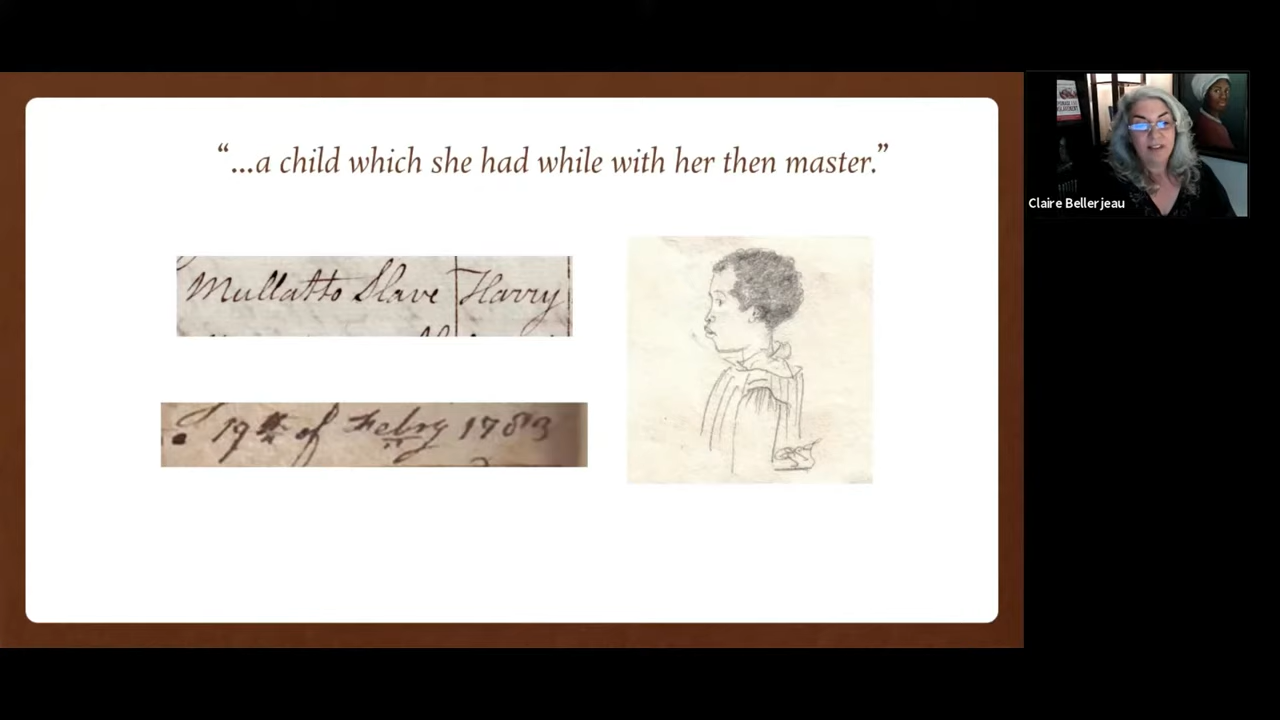 “...a child which she had while with her then master.”
Mullatto Slave Harry
19th of Febry 1783
Claire Bellerjeau